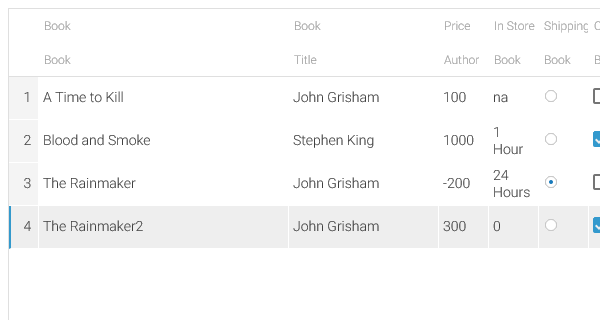 Book Book Price In Store Shipping
Book Title Author Book Book
1 A Time to Kill John Grisham 100 na
2 Blood and Smoke Stephen King 1000 1 Hour
3 The Rainmaker John Grisham -200 24 Hours
4 The Rainmaker2 John Grisham 300 0